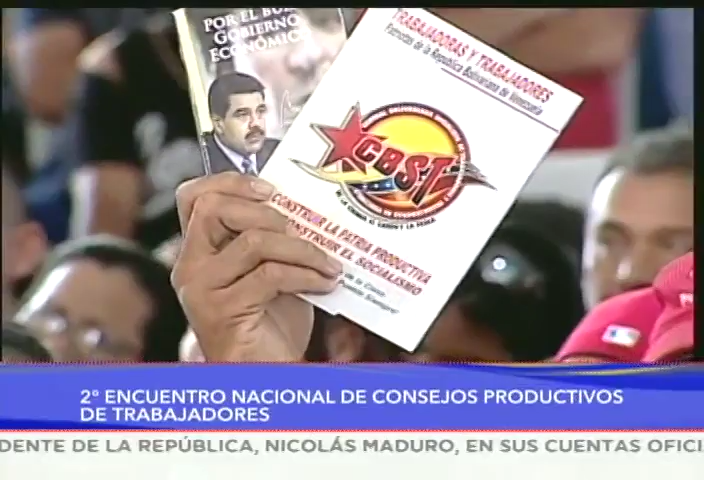 POR EL BUEN
GOBIERNO
ECONÓMICO
TRABAJADORAS Y TRABAJADORES
Patriotas de la República Bolivariana de Venezuela
CBST
CONSTRUIR LA PATRIA PRODUCTIVA
CONSTRUIR EL SOCIALISMO
2° ENCUENTRO NACIONAL DE CONSEJOS PRODUCTIVOS
DE TRABAJADORES
DENTE DE LA REPÚBLICA, NICOLÁS MADURO, EN SUS CUENTAS OFICI